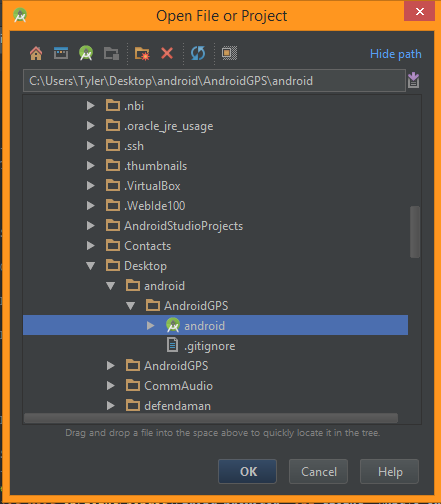 Open File or Project
Hide path
C:\Users\Tyler\Desktop\android\AndroidGPS\android
.nbi
.oracle_jre_usage
.ssh
.thumbnails
.VirtualBox
.WebIde100
AndroidStudioProjects
Contacts
Desktop
android
AndroidGPS
android
.gitignore
AndroidGPS
CommAudio
defendaman
Drag and drop a file into the space above to quickly locate it in the tree.
OK Cancel Help